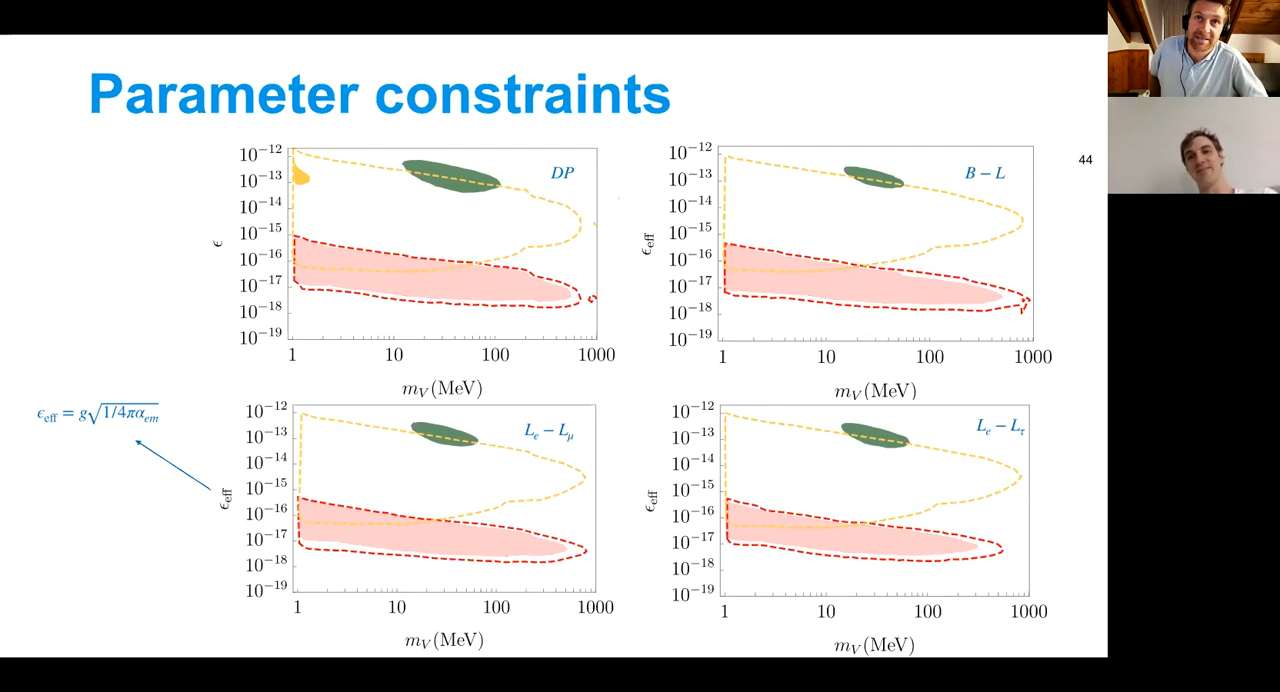 Parameter constraints
44
10⁻¹²
10⁻¹³
10⁻¹⁴
10⁻¹⁵
10⁻¹⁶
10⁻¹⁷
10⁻¹⁸
10⁻¹⁹
ϵ
DP
1 10 100 1000
m_V(MeV)
10⁻¹²
10⁻¹³
10⁻¹⁴
10⁻¹⁵
10⁻¹⁶
10⁻¹⁷
10⁻¹⁸
10⁻¹⁹
ϵ_eff
B − L
1 10 100 1000
m_V(MeV)
ϵ_eff = g√1/4πα_em
10⁻¹²
10⁻¹³
10⁻¹⁴
10⁻¹⁵
10⁻¹⁶
10⁻¹⁷
10⁻¹⁸
10⁻¹⁹
ϵ_eff
L_e − L_μ
1 10 100 1000
m_V(MeV)
10⁻¹²
10⁻¹³
10⁻¹⁴
10⁻¹⁵
10⁻¹⁶
10⁻¹⁷
10⁻¹⁸
10⁻¹⁹
ϵ_eff
L_e − L_τ
1 10 100 1000
m_V(MeV)